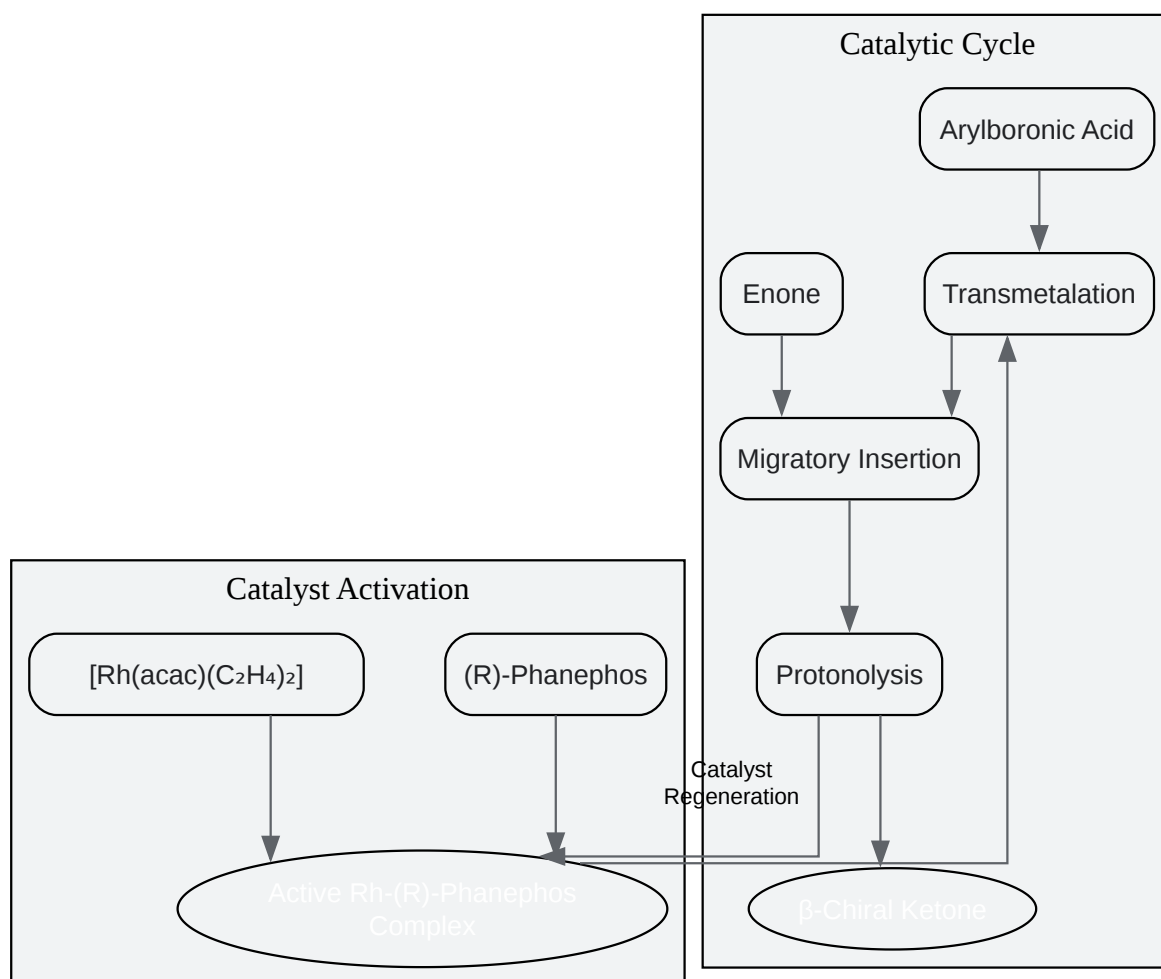 Catalytic Cycle
Arylboronic Acid
Enone
Transmetalation
Migratory Insertion
Catalyst Activation
[Rh(acac)(C₂H₄)₂]
(R)-Phanephos
Protonolysis
Catalyst
Regeneration
Active Rh-(R)-Phanephos
Complex
β-Chiral Ketone